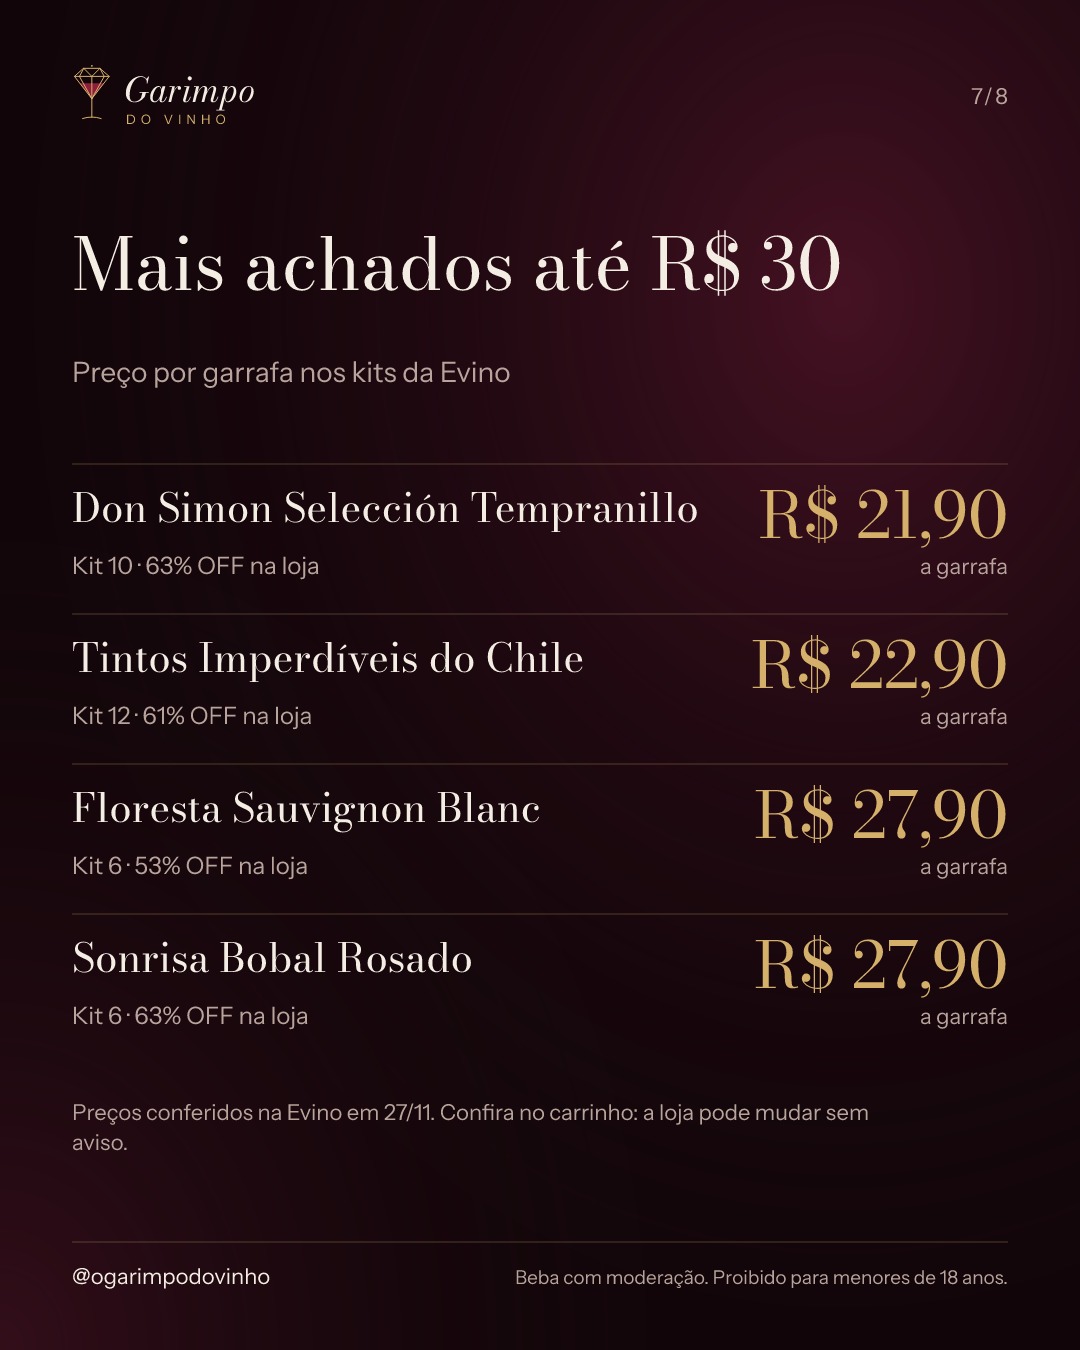 Garimpo
DO VINHO
7/8
Mais achados até R$ 30
Preço por garrafa nos kits da Evino
Don Simon Selección Tempranillo
R$ 21,90
Kit 10 · 63% OFF na loja
a garrafa
Tintos Imperdíveis do Chile
R$ 22,90
Kit 12 · 61% OFF na loja
a garrafa
Floresta Sauvignon Blanc
R$ 27,90
Kit 6 · 53% OFF na loja
a garrafa
Sonrisa Bobal Rosado
R$ 27,90
Kit 6 · 63% OFF na loja
a garrafa
Preços conferidos na Evino em 27/11. Confira no carrinho: a loja pode mudar sem
aviso.
@ogarimpodovinho
Beba com moderação. Proibido para menores de 18 anos.